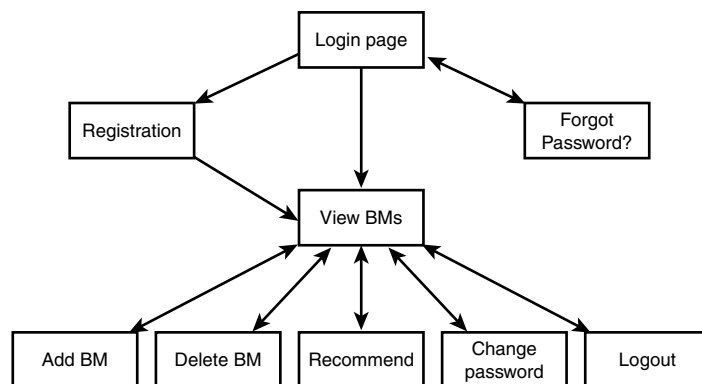 Login page
Registration
Forgot
Password?
View BMs
Add BM
Delete BM
Recommend
Change
password
Logout